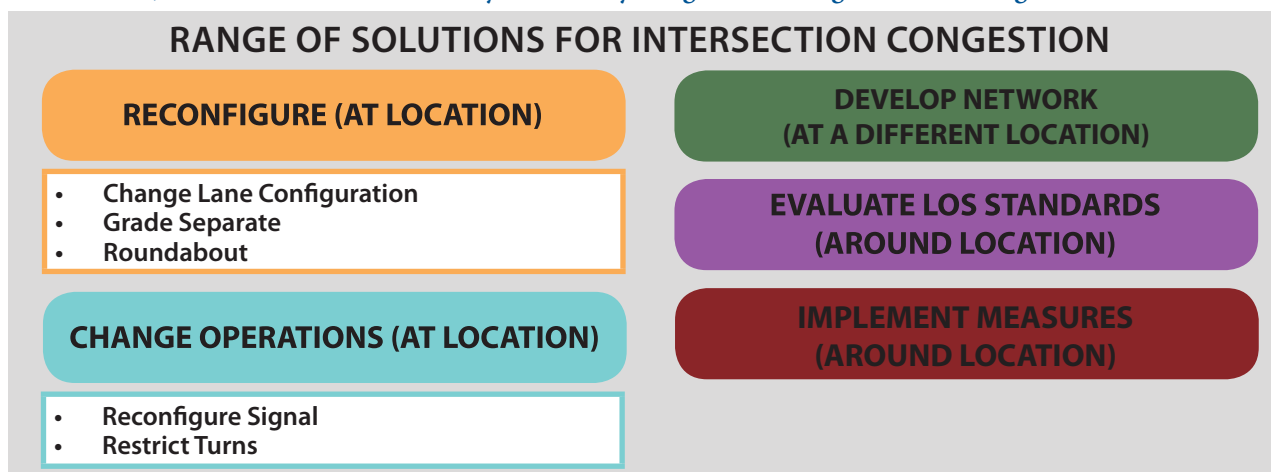 RANGE OF SOLUTIONS FOR INTERSECTION CONGESTION
RECONFIGURE (AT LOCATION)
• Change Lane Configuration
• Grade Separate
• Roundabout
CHANGE OPERATIONS (AT LOCATION)
• Reconfigure Signal
• Restrict Turns
DEVELOP NETWORK
(AT A DIFFERENT LOCATION)
EVALUATE LOS STANDARDS
(AROUND LOCATION)
IMPLEMENT MEASURES
(AROUND LOCATION)